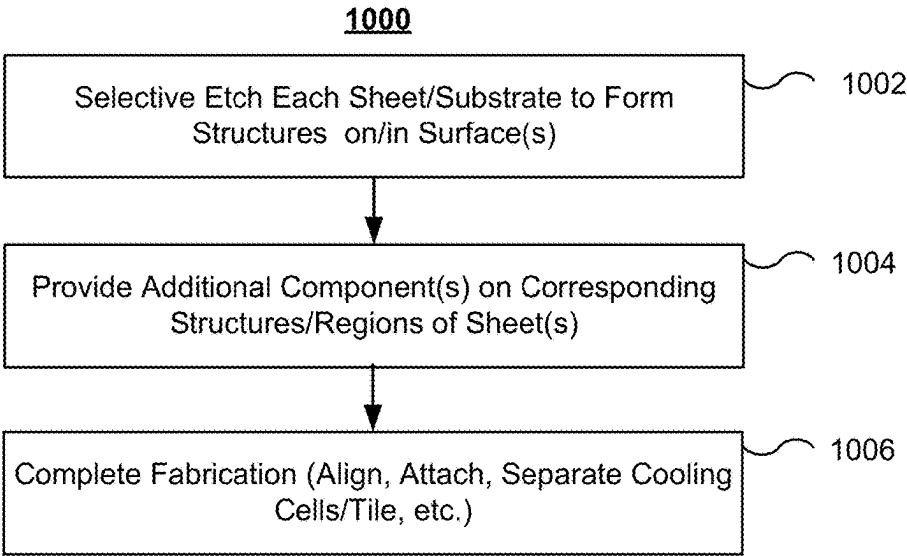 1000
Selective Etch Each Sheet/Substrate to Form
Structures on/in Surface(s)
1002
Provide Additional Component(s) on Corresponding
Structures/Regions of Sheet(s)
1004
Complete Fabrication (Align, Attach, Separate Cooling
Cells/Tile, etc.)
1006